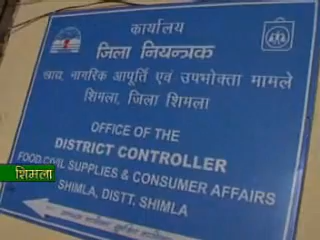 कार्यालय
जिला नियन्त्रक
खाद्य, नागरिक आपूर्ति एवं उपभोक्ता मामले
शिमला, जिला शिमला
OFFICE OF THE
DISTRICT CONTROLLER
FOOD CIVIL SUPPLIES & CONSUMER AFFAIRS
SHIMLA, DISTT. SHIMLA
शिमला